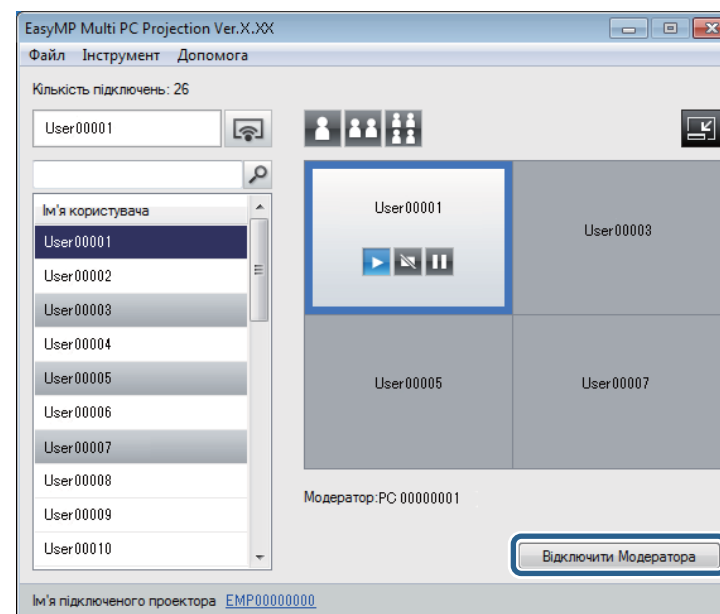 EasyMP Multi PC Projection Ver.X.XX
Файл Інструмент Допомога
Кількість підключень: 26
User00001
Ім'я користувача
User00001
User00002
User00003
User00004
User00005
User00006
User00007
User00008
User00009
User00010
User00001
User00003
User00005
User00007
Модератор:PC 00000001
Відключити Модератора
Ім'я підключеного проектора EMP00000000